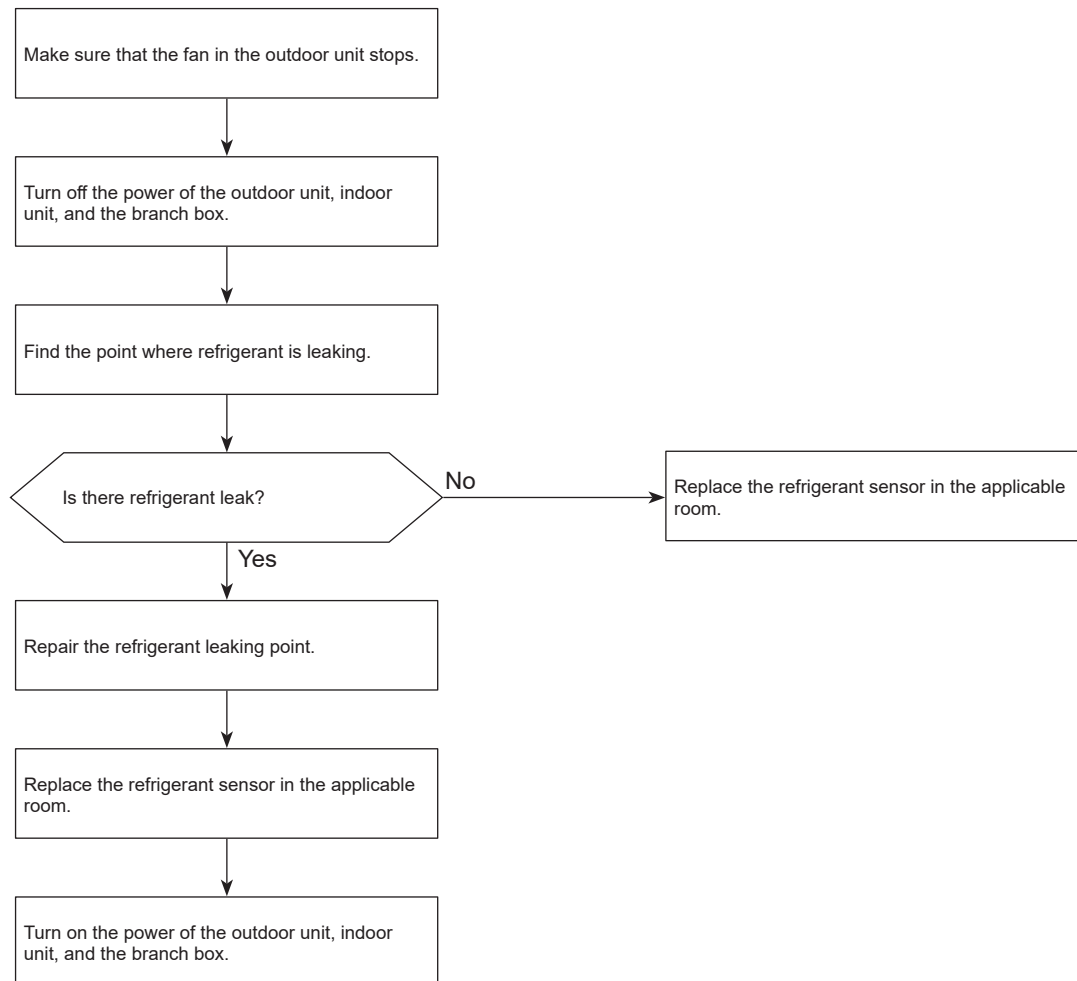 Make sure that the fan in the outdoor unit stops.
Turn off the power of the outdoor unit, indoor
unit, and the branch box.
Find the point where refrigerant is leaking.
Is there refrigerant leak?
No
Replace the refrigerant sensor in the applicable
room.
Yes
Repair the refrigerant leaking point.
Replace the refrigerant sensor in the applicable
room.
Turn on the power of the outdoor unit, indoor
unit, and the branch box.